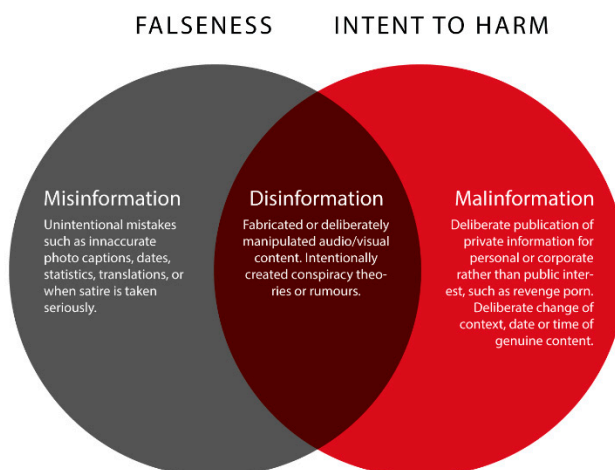 FALSENESS
INTENT TO HARM
Misinformation
Unintentional mistakes
such as innaccurate
photo captions, dates,
statistics, translations, or
when satire is taken
seriously.
Disinformation
Fabricated or deliberately
manipulated audio/visual
content. Intentionally
created conspiracy theo-
ries or rumours.
Malinformation
Deliberate publication of
private information for
personal or corporate
rather than public inter-
est, such as revenge porn.
Deliberate change of
context, date or time of
genuine content.